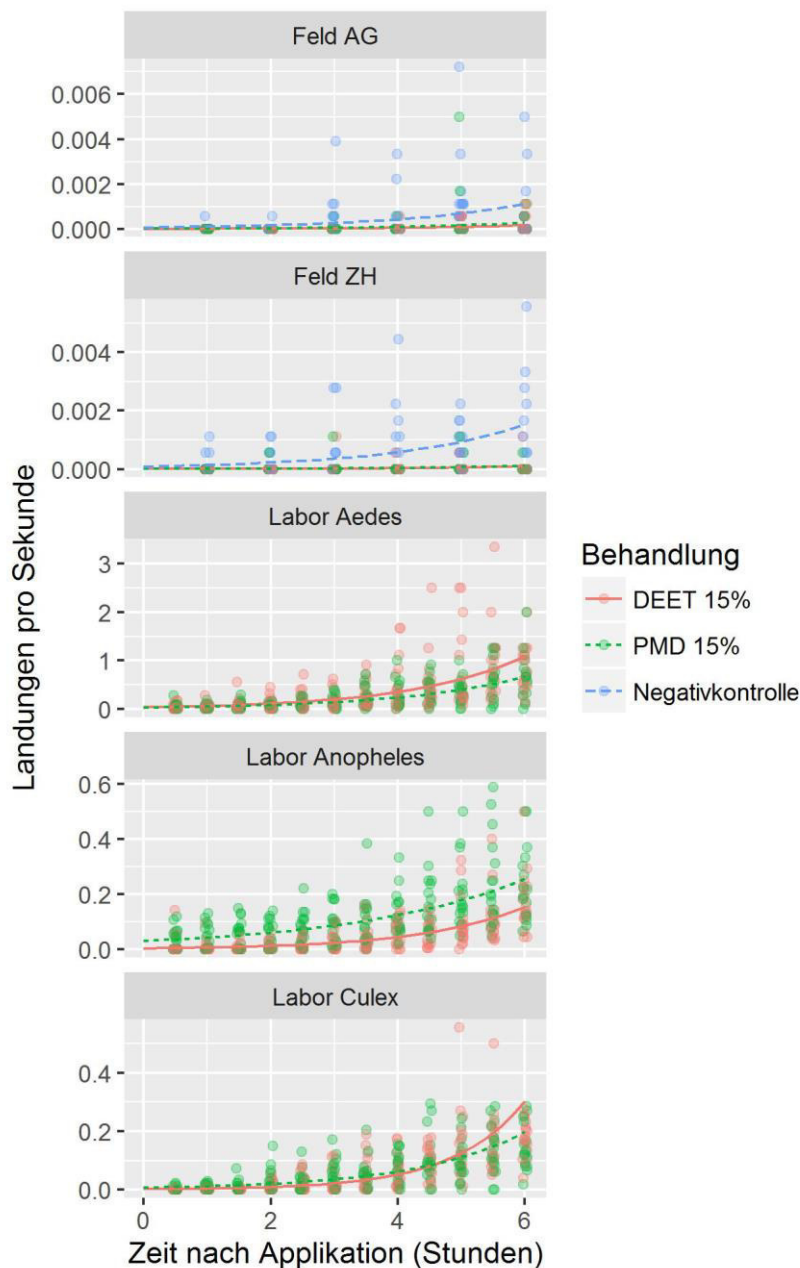 Feld AG
0.006
0.004
0.002
0.000
Feld ZH
0.004
0.002
0.000
Labor Aedes
3
2
1
0
Labor Anopheles
0.6
0.4
0.2
0.0
Labor Culex
0.4
0.2
0.0
0 2 4 6
Zeit nach Applikation (Stunden)
Landungen pro Sekunde
Behandlung
DEET 15%
PMD 15%
Negativkontrolle